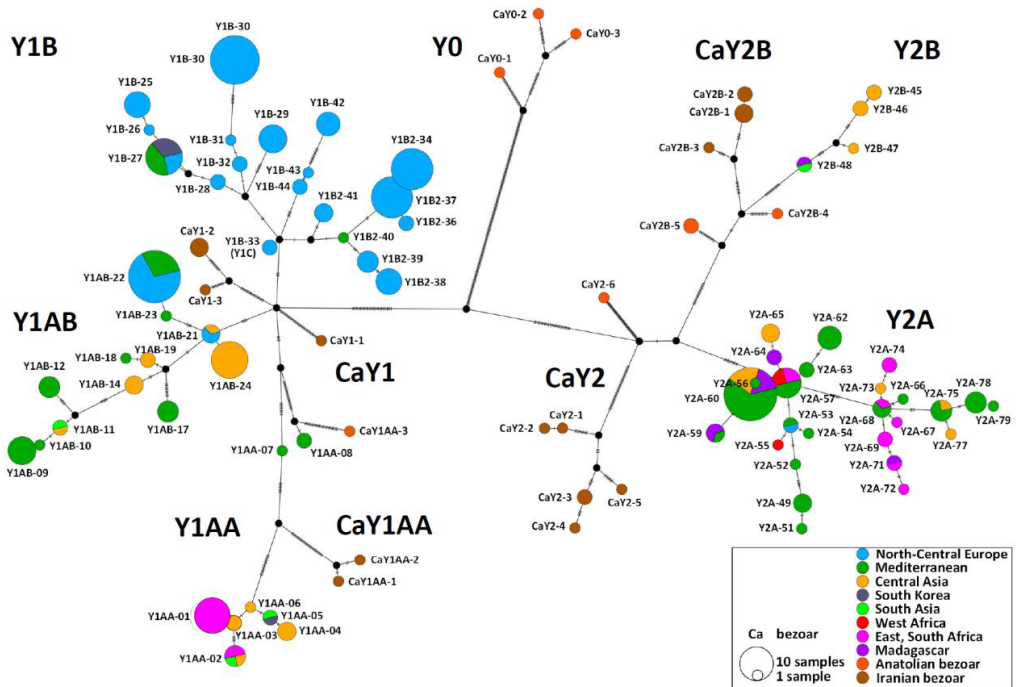 CaY0-2
CaY0-3
CaY0-1
Y1B
Y1B-30
Y1B-30
Y0
CaY2B
Y2B
Y1B-25
Y1B-26
Y1B-27
Y1B-28
Y1B-31
Y1B-32
Y1B-29
Y1B-42
Y1B-43
Y1B-44
Y1B2-34
Y1B2-37
Y1B2-36
Y1B2-41
Y1B2-40
Y1B2-39
Y1B2-38
Y1B-33
(Y1C)
CaY2B-2
CaY2B-1
CaY2B-3
CaY2B-4
CaY2B-5
Y2B-45
Y2B-46
Y2B-47
Y2B-48
CaY1-2
CaY1-3
CaY1-1
CaY1
Y1AB
Y1AB-22
Y1AB-23
Y1AB-21
Y1AB-24
Y1AB-18
Y1AB-19
Y1AB-14
Y1AB-12
Y1AB-11
Y1AB-10
Y1AB-09
Y1AB-17
CaY2-6
Y2A
Y2A-65
Y2A-62
Y2A-64
Y2A-63
Y2A-56
Y2A-57
Y2A-60
Y2A-59
Y2A-53
Y2A-54
Y2A-55
Y2A-52
Y2A-49
Y2A-51
Y2A-74
Y2A-73
Y2A-66
Y2A-68
Y2A-67
Y2A-69
Y2A-71
Y2A-72
Y2A-75
Y2A-78
Y2A-79
Y2A-77
CaY2
CaY2-1
CaY2-2
CaY2-3
CaY2-5
CaY2-4
CaY1AA-3
Y1AA-07
Y1AA-08
Y1AA
CaY1AA
CaY1AA-2
CaY1AA-1
Y1AA-01
Y1AA-06
Y1AA-05
Y1AA-03
Y1AA-04
Y1AA-02
North-Central Europe
Mediterranean
Central Asia
South Korea
South Asia
West Africa
East, South Africa
Madagascar
Anatolian bezoar
Iranian bezoar
Ca bezoar
10 samples
1 sample